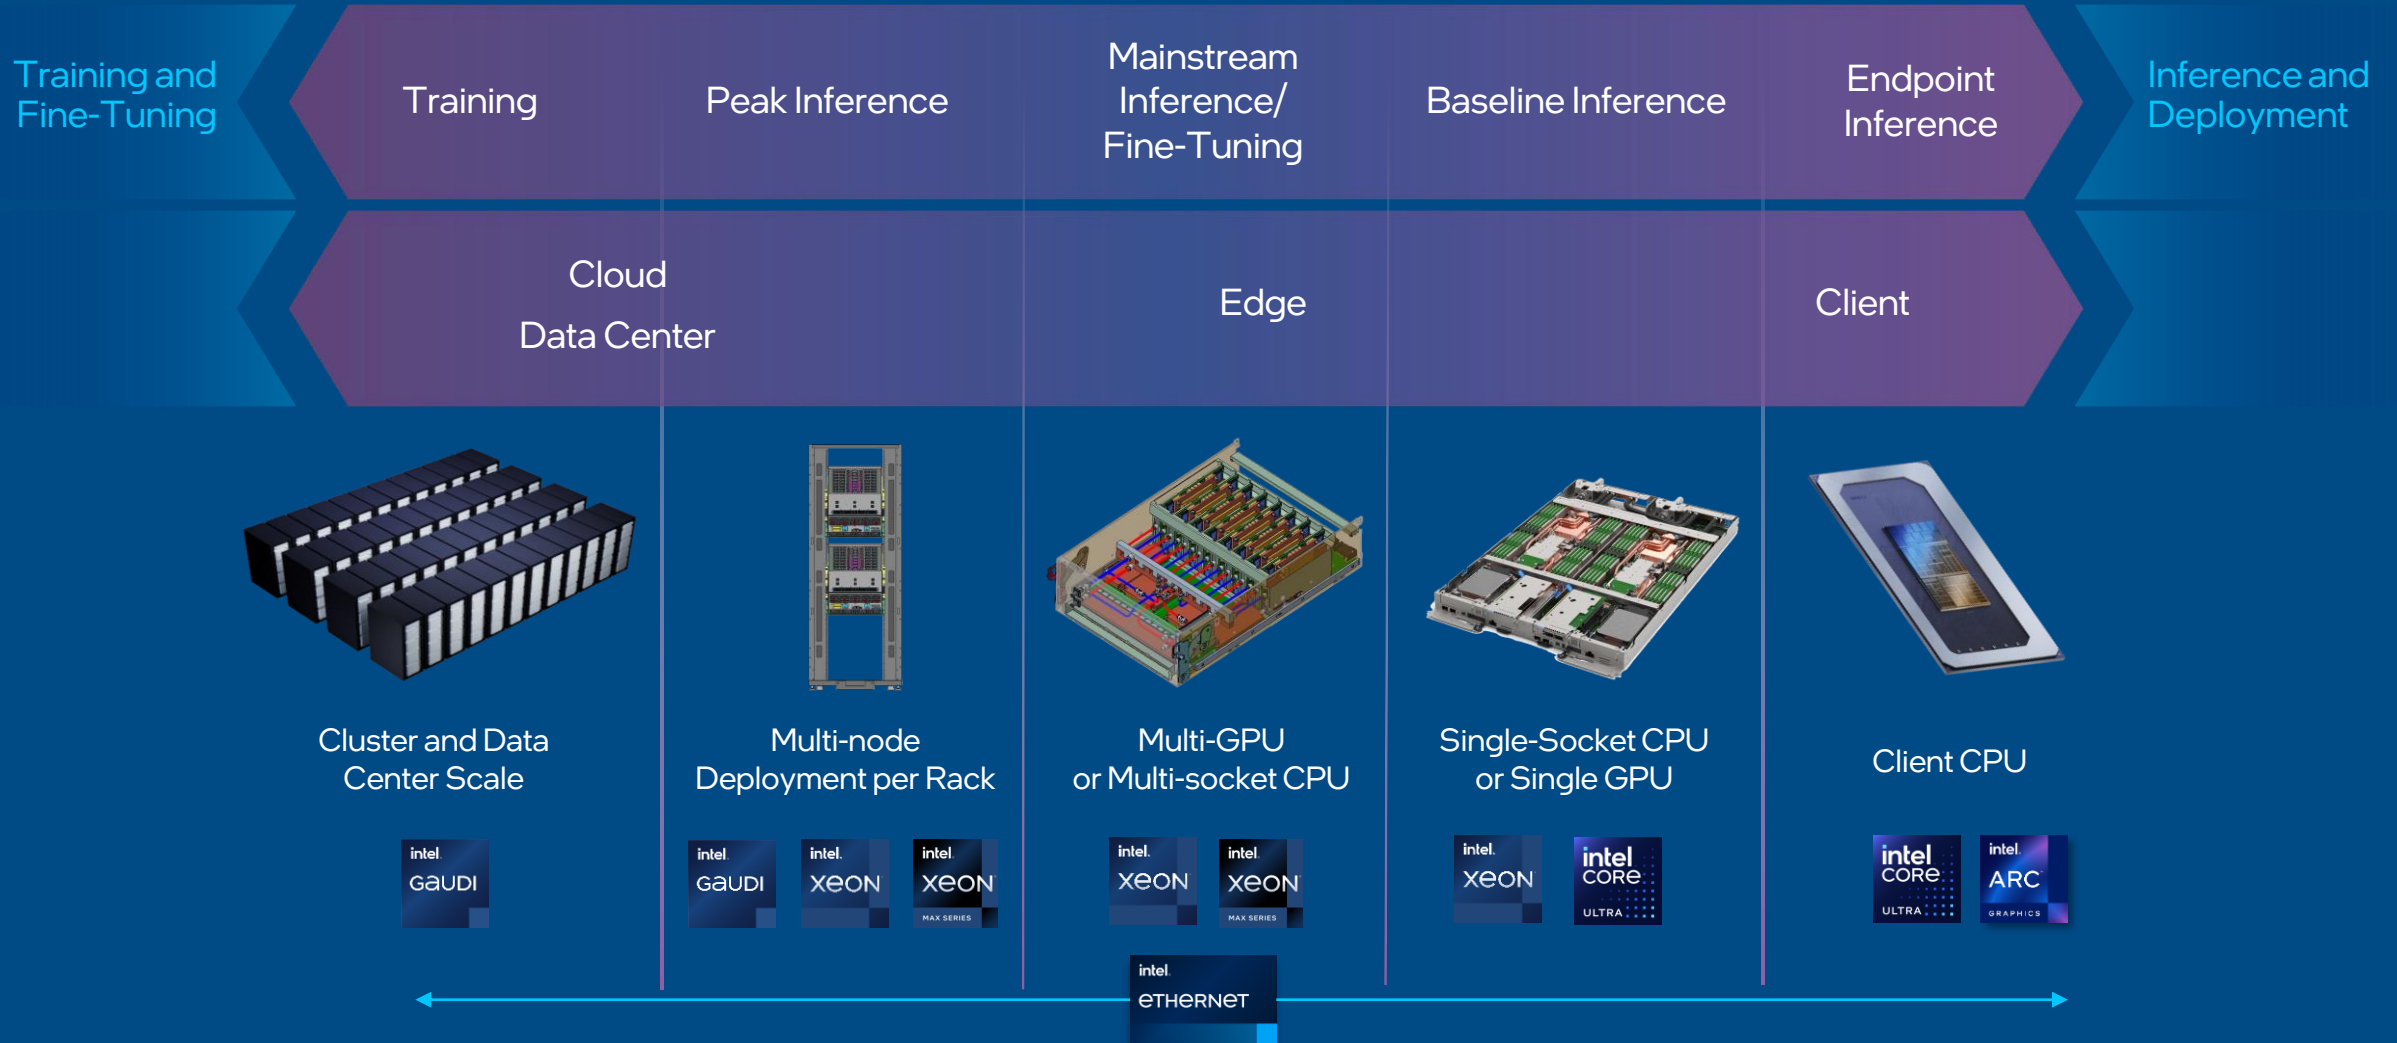 Training and
Fine-Tuning
Training
Peak Inference
Mainstream
Inference/
Fine-Tuning
Baseline Inference
Endpoint
Inference
Inference and
Deployment
Cloud
Data Center
Edge
Client
Cluster and Data
Center Scale
Multi-node
Deployment per Rack
Multi-GPU
or Multi-socket CPU
Single-Socket CPU
or Single GPU
Client CPU
intel.
GAUDI
intel.
GAUDI
intel.
XEON
intel.
XEON
MAX SERIES
intel.
XEON
intel.
XEON
MAX SERIES
intel.
XEON
intel
CORE
ULTRA
intel
CORE
ULTRA
intel.
ARC
GRAPHICS
intel.
ETHERNET